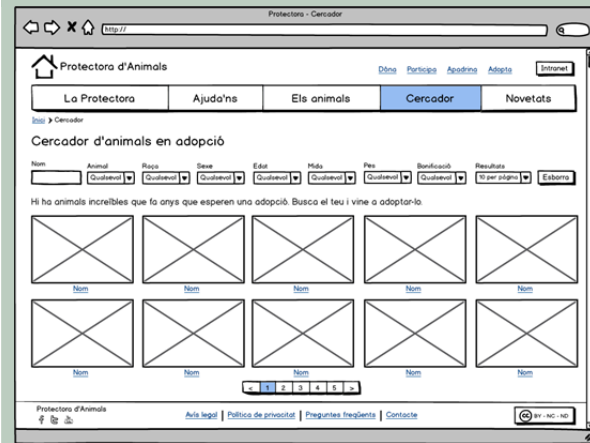 Protectora - Cercador
http://
Protectora d'Animals
Dóna Participa Apadrina Adopta Intranet
La Protectora Ajuda'ns Els animals Cercador Novetats
Inici > Cercador
Cercador d'animals en adopció
Nom Animal Raça Sexe Edat Mida Pes Bonificació Resultats
Qualsevol Qualsevol Qualsevol Qualsevol Qualsevol Qualsevol Qualsevol 10 per pàgina Esborra
Hi ha animals increïbles que fa anys que esperen una adopció. Busca el teu i vine a adoptar-lo.
Nom Nom Nom Nom Nom
Nom Nom Nom Nom Nom
< 1 2 3 4 5 >
Protectora d'Animals
Avís legal | Política de privacitat | Preguntes freqüents | Contacte
cc BY - NC - ND